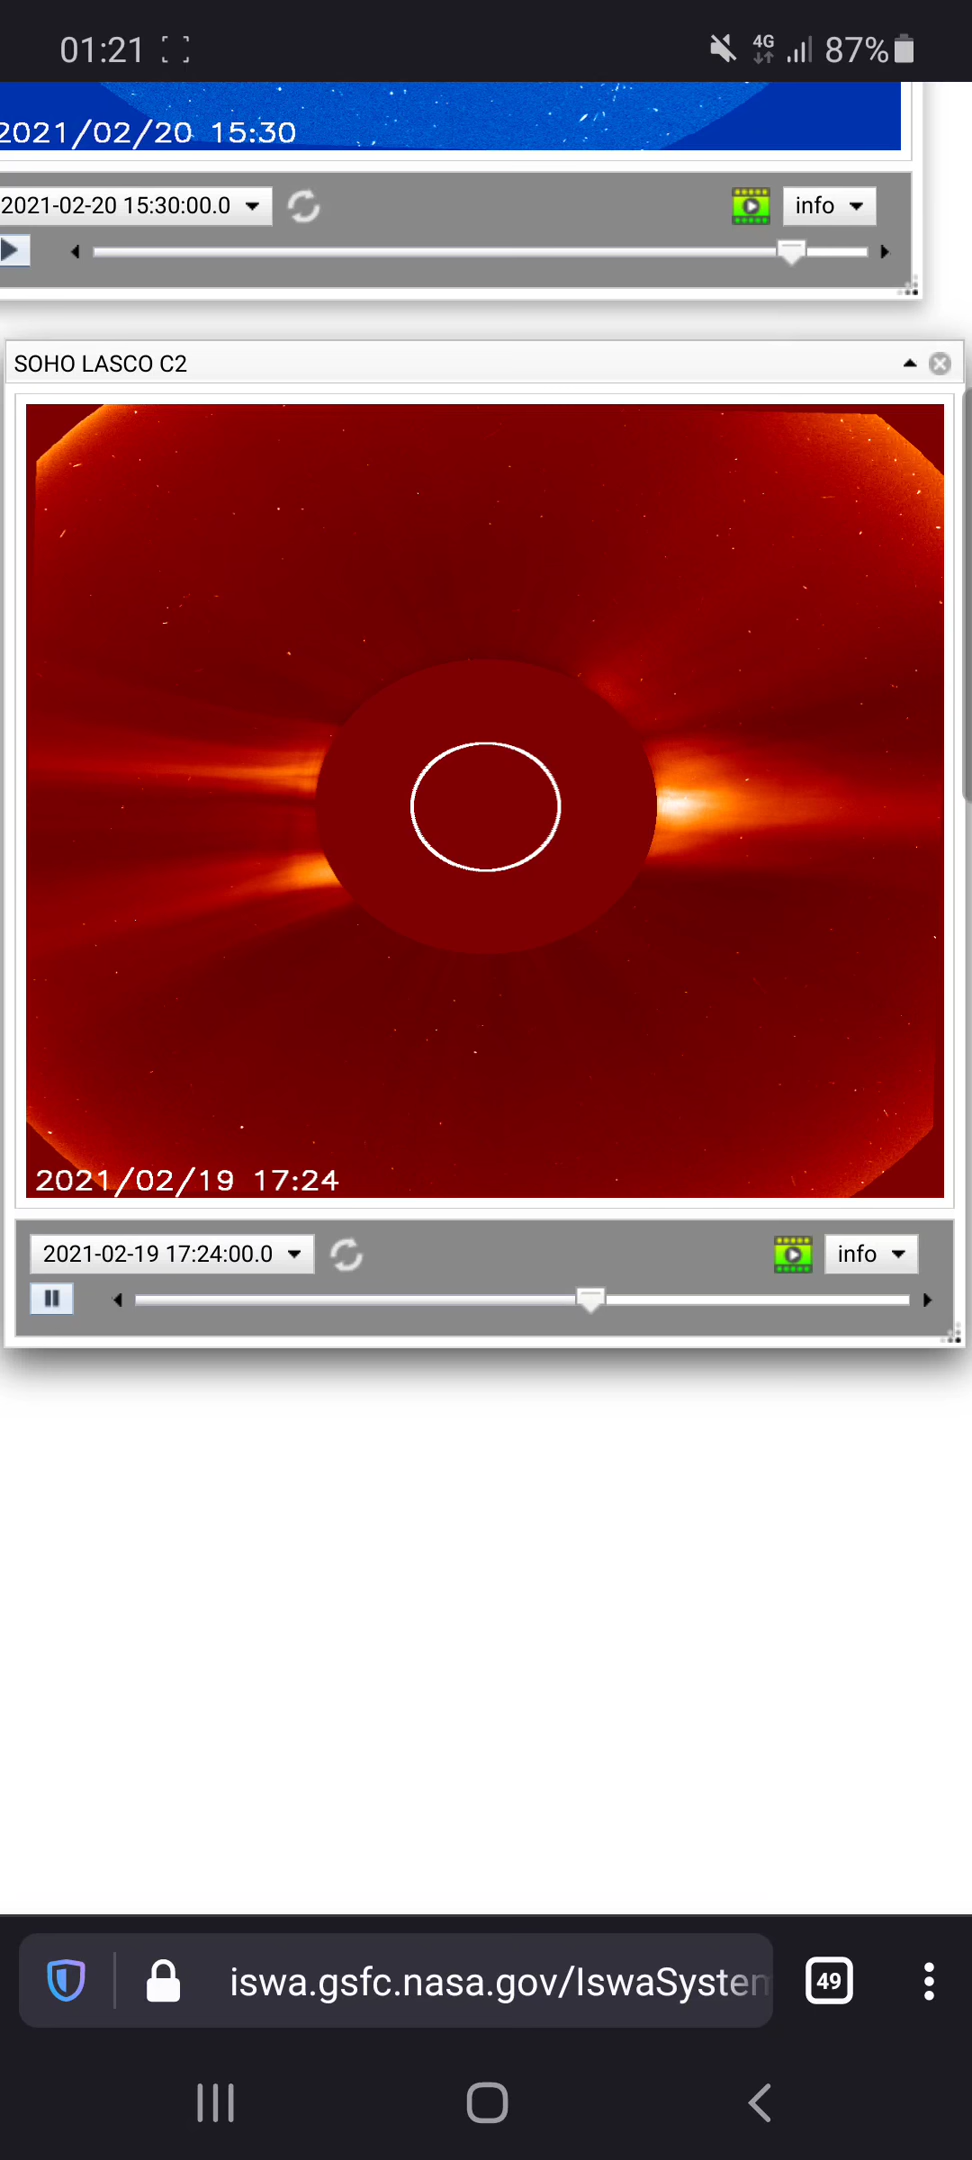 01:21 4G 87%
2021/02/20 15:30
2021-02-20 15:30:00.0 info
SOHO LASCO C2
2021/02/19 17:24
2021-02-19 17:24:00.0 info
iswa.gsfc.nasa.gov/IswaSystem 49